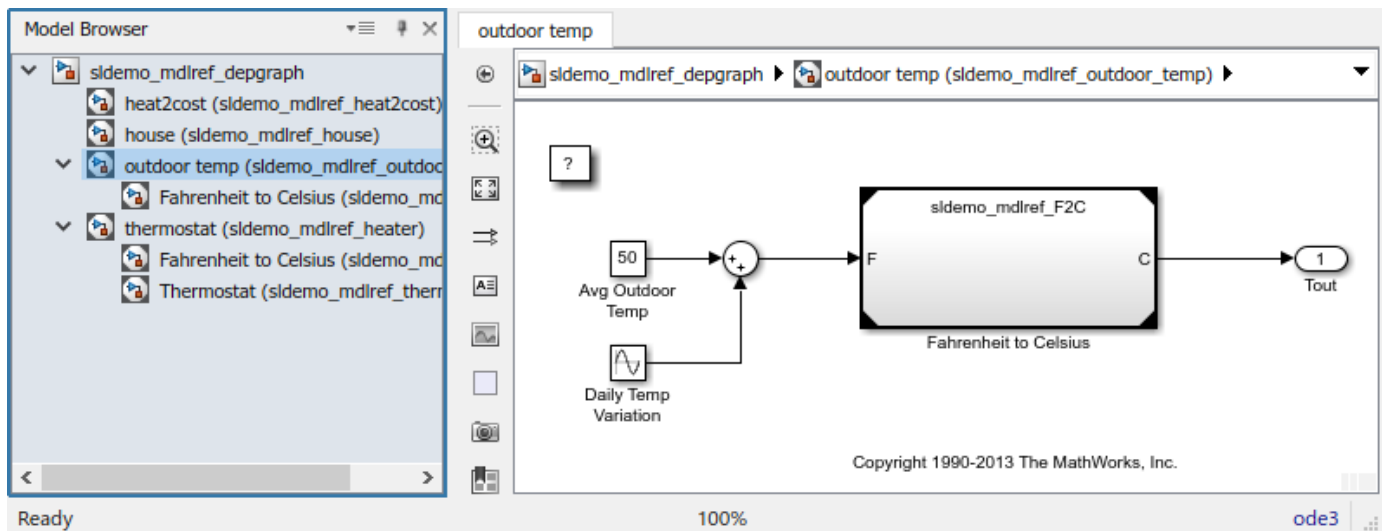 Model Browser
sldemo_mdlref_depgraph
heat2cost (sldemo_mdlref_heat2cost)
house (sldemo_mdlref_house)
outdoor temp (sldemo_mdlref_outdoc
Fahrenheit to Celsius (sldemo_md
thermostat (sldemo_mdlref_heater)
Fahrenheit to Celsius (sldemo_md
Thermostat (sldemo_mdlref_therr
outdoor temp
sldemo_mdlref_depgraph outdoor temp (sldemo_mdlref_outdoor_temp)
?
sldemo_mdlref_F2C
50
+
+
F
C
1
Avg Outdoor
Temp
Tout
Fahrenheit to Celsius
Daily Temp
Variation
Copyright 1990-2013 The MathWorks, Inc.
Ready 100% ode3